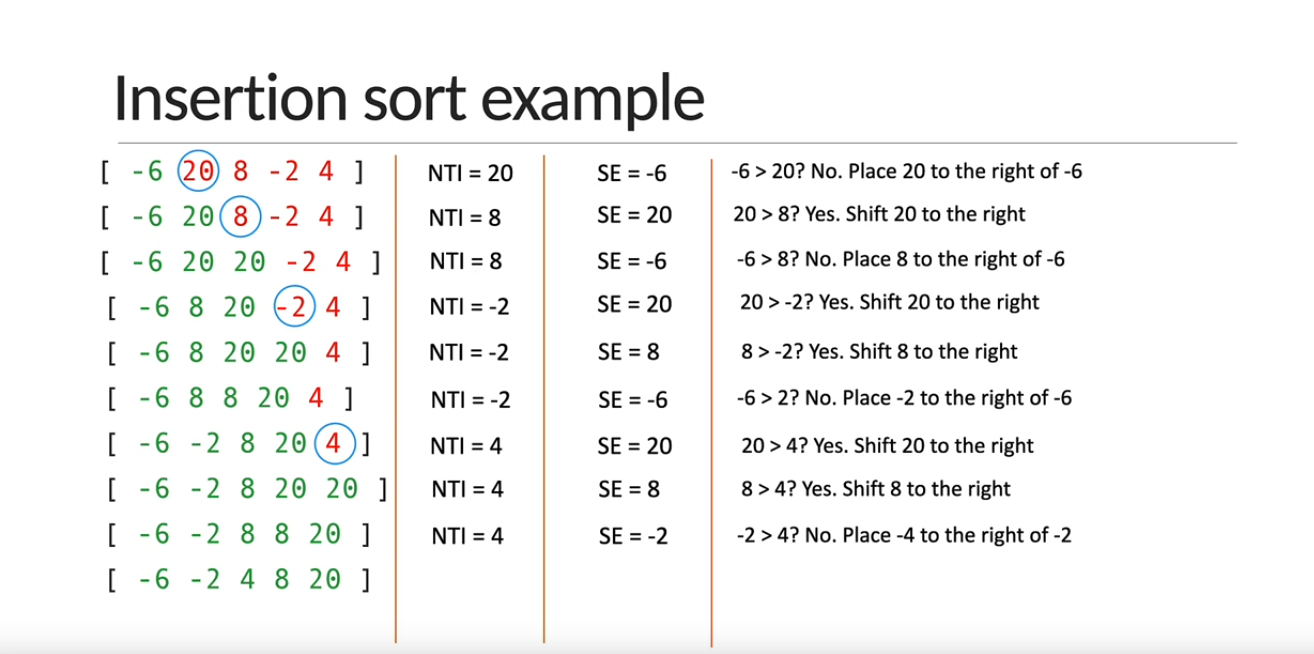 Insertion sort example
[ -6 20 8 -2 4 ] NTI = 20 SE = -6 -6 > 20? No. Place 20 to the right of -6
[ -6 20 8 -2 4 ] NTI = 8 SE = 20 20 > 8? Yes. Shift 20 to the right
[ -6 20 20 -2 4 ] NTI = 8 SE = -6 -6 > 8? No. Place 8 to the right of -6
[ -6 8 20 -2 4 ] NTI = -2 SE = 20 20 > -2? Yes. Shift 20 to the right
[ -6 8 20 20 4 ] NTI = -2 SE = 8 8 > -2? Yes. Shift 8 to the right
[ -6 8 8 20 4 ] NTI = -2 SE = -6 -6 > 2? No. Place -2 to the right of -6
[ -6 -2 8 20 4 ] NTI = 4 SE = 20 20 > 4? Yes. Shift 20 to the right
[ -6 -2 8 20 20 ] NTI = 4 SE = 8 8 > 4? Yes. Shift 8 to the right
[ -6 -2 8 8 20 ] NTI = 4 SE = -2 -2 > 4? No. Place -4 to the right of -2
[ -6 -2 4 8 20 ]